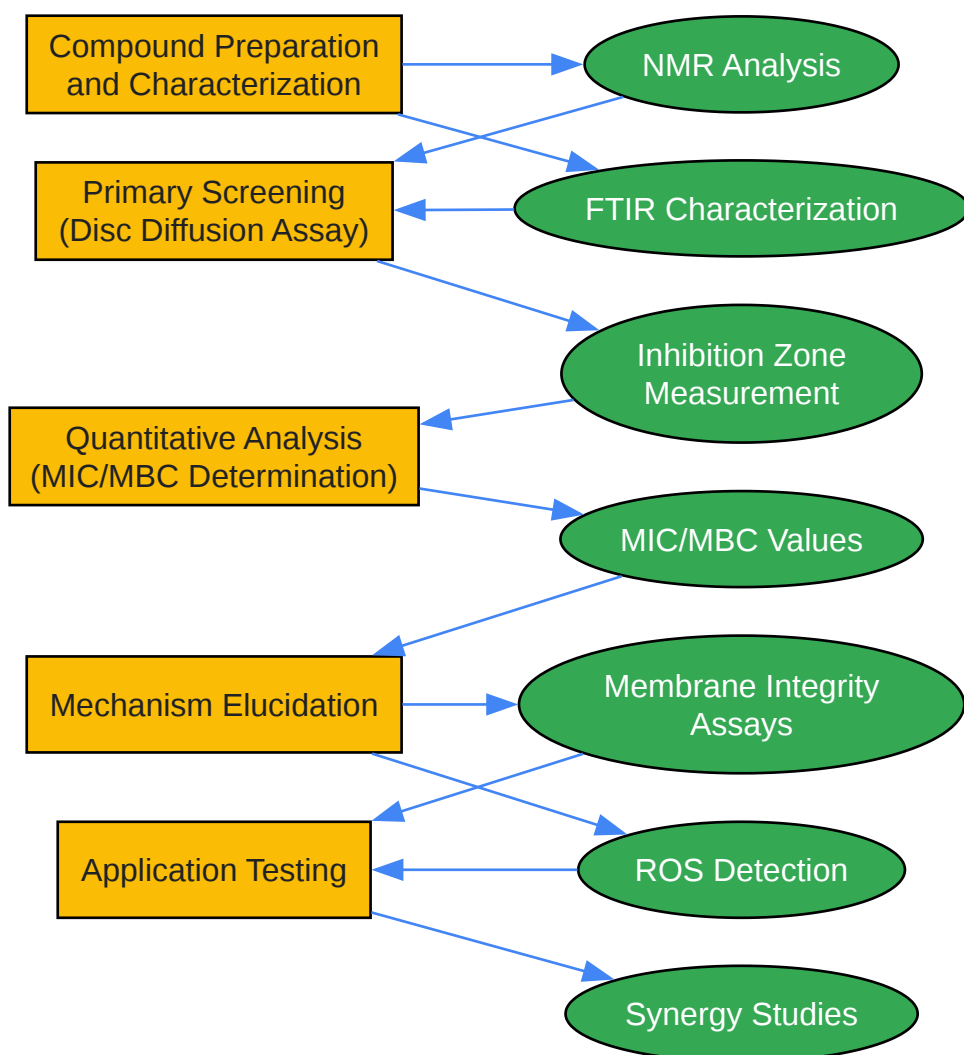 Compound Preparation
and Characterization
NMR Analysis
Primary Screening
(Disc Diffusion Assay)
FTIR Characterization
Inhibition Zone
Measurement
Quantitative Analysis
(MIC/MBC Determination)
MIC/MBC Values
Mechanism Elucidation
Membrane Integrity
Assays
Application Testing
ROS Detection
Synergy Studies